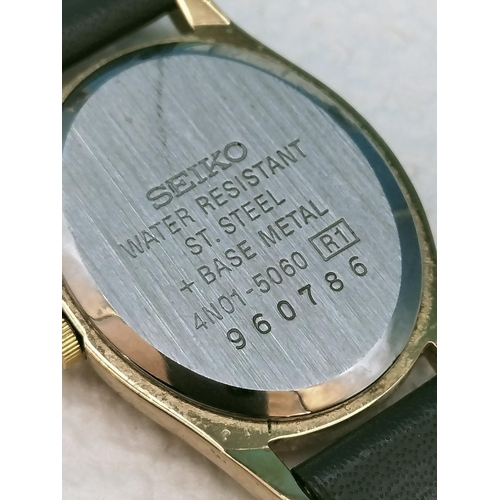 SEIKO
WATER RESISTANT
ST. STEEL
+ BASE METAL
4N01-5060 R1
960786